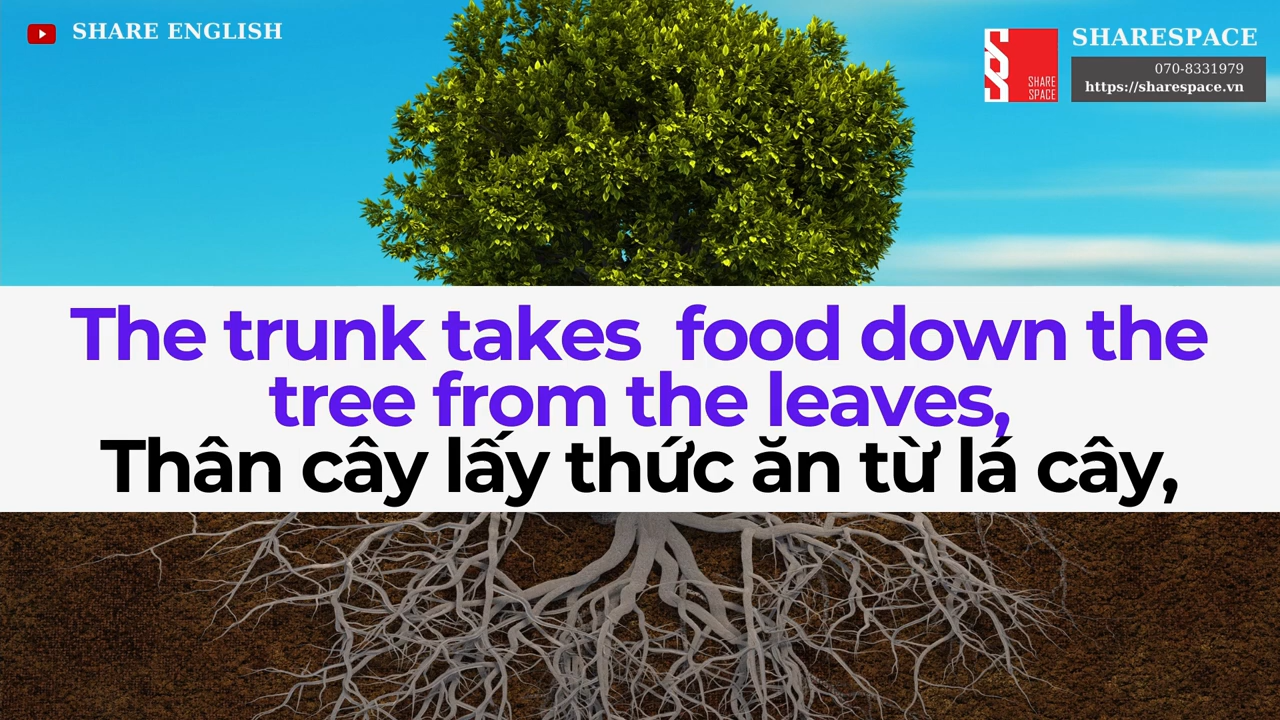 SHARE ENGLISH
SHARESPACE
070-8331979
https://sharespace.vn
SHARE
SPACE
The trunk takes  food down the
tree from the leaves,
Thân cây lấy thức ăn từ lá cây,